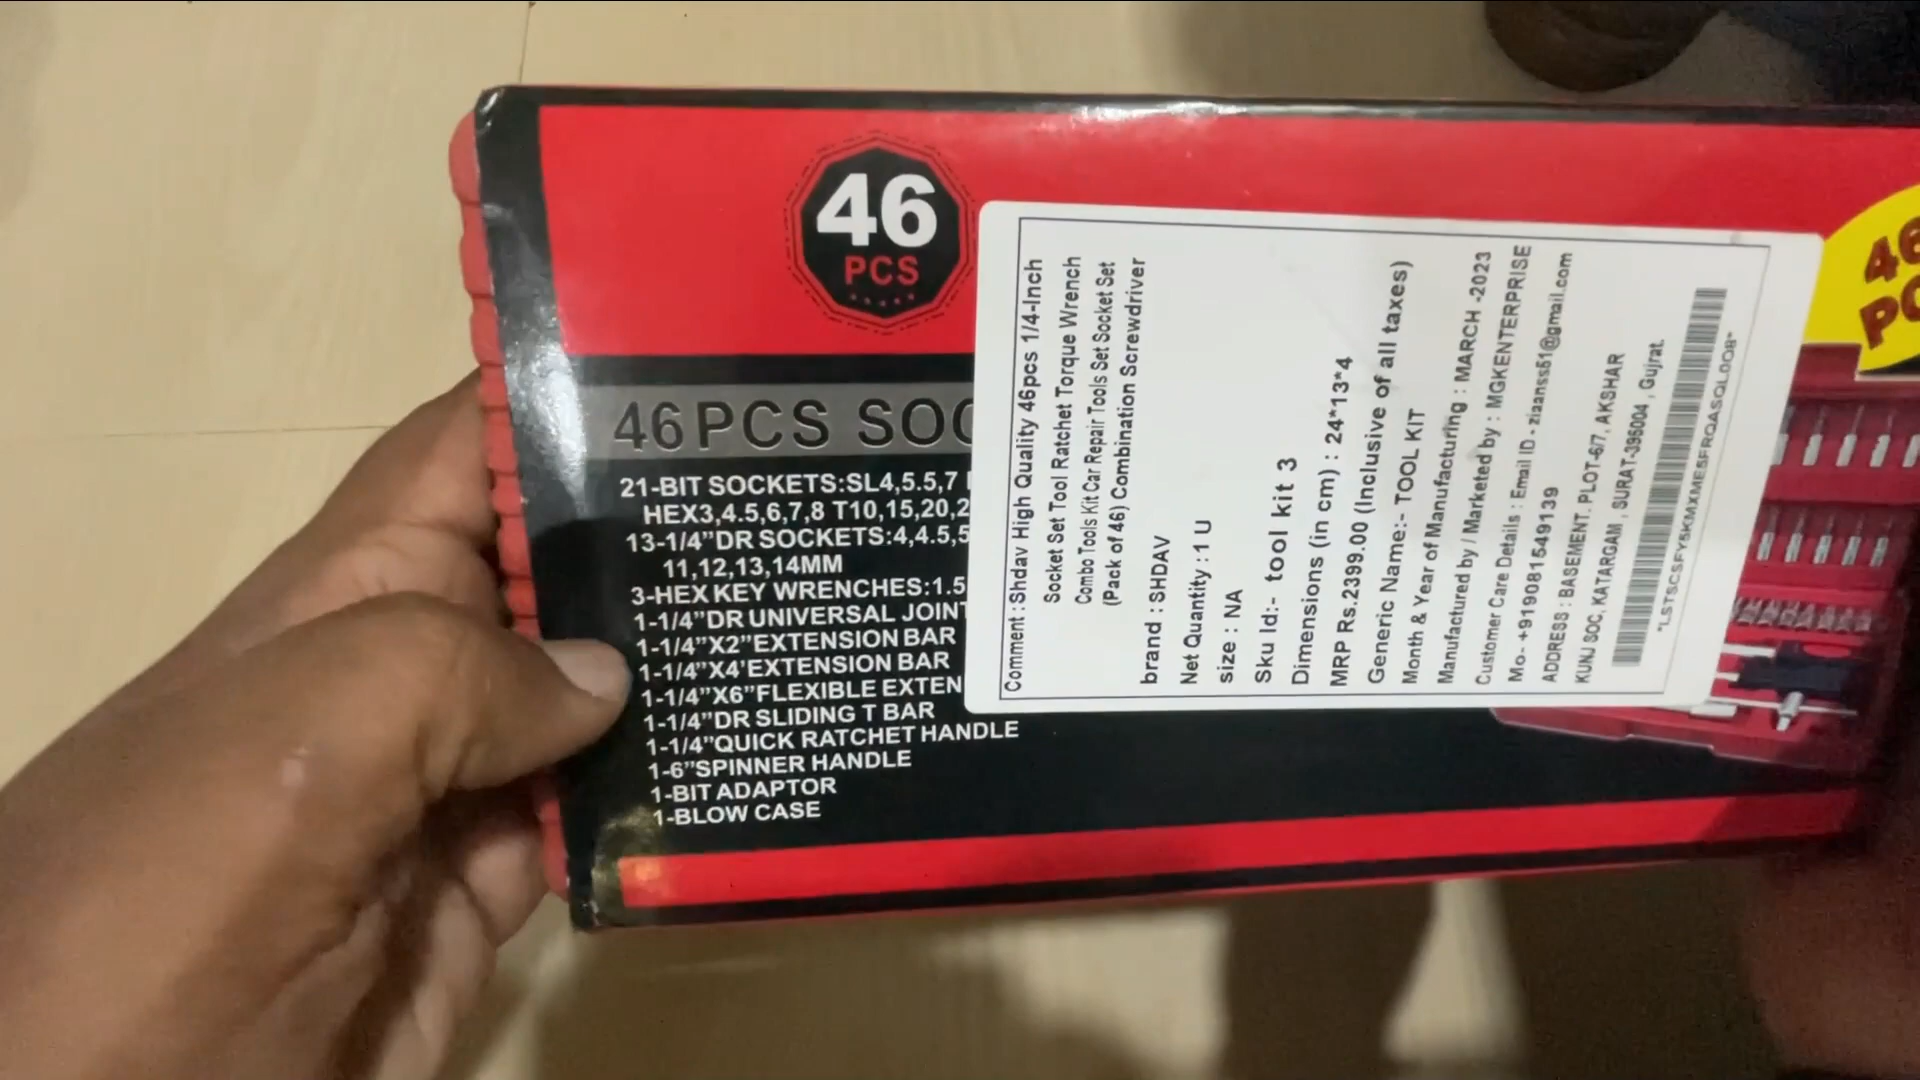 46
PCS
46PCS SOC
21-BIT SOCKETS:SL4,5.5,7
HEX3,4.5,6,7,8 T10,15,20,2
13-1/4”DR SOCKETS:4,4.5,5
11,12,13,14MM
3-HEX KEY WRENCHES:1.5
1-1/4”DR UNIVERSAL JOINT
1-1/4”X2”EXTENSION BAR
1-1/4”X4'EXTENSION BAR
1-1/4”X6”FLEXIBLE EXTEN
1-1/4”DR SLIDING T BAR
1-1/4”QUICK RATCHET HANDLE
1-6”SPINNER HANDLE
1-BIT ADAPTOR
1-BLOW CASE
Comment :Shdav High Quality 46pcs 1/4-Inch
Socket Set Tool Ratchet Torque Wrench
Combo Tools Kit Car Repair Tools Set Socket Set
(Pack of 46) Combination Screwdriver
brand : SHDAV
Net Quantity :1 U
size : NA
Sku Id:- tool kit 3
Dimensions (in cm) : 24*13*4
MRP Rs.2399.00 (Inclusive of all taxes)
Generic Name:- TOOL KIT
Month & Year of Manufacturing : MARCH -2023
Manufactured by / Marketed by : MGKENTERPRISE
Customer Care Details : Email ID - ziaanss51@gmail.com
Mo- +919081549139
ADDRESS : BASEMENT. PLOT-6/7, AKSHAR
KUNJ SOC, KATARGAM , SURAT-395004 , Gujrat.
46
PC